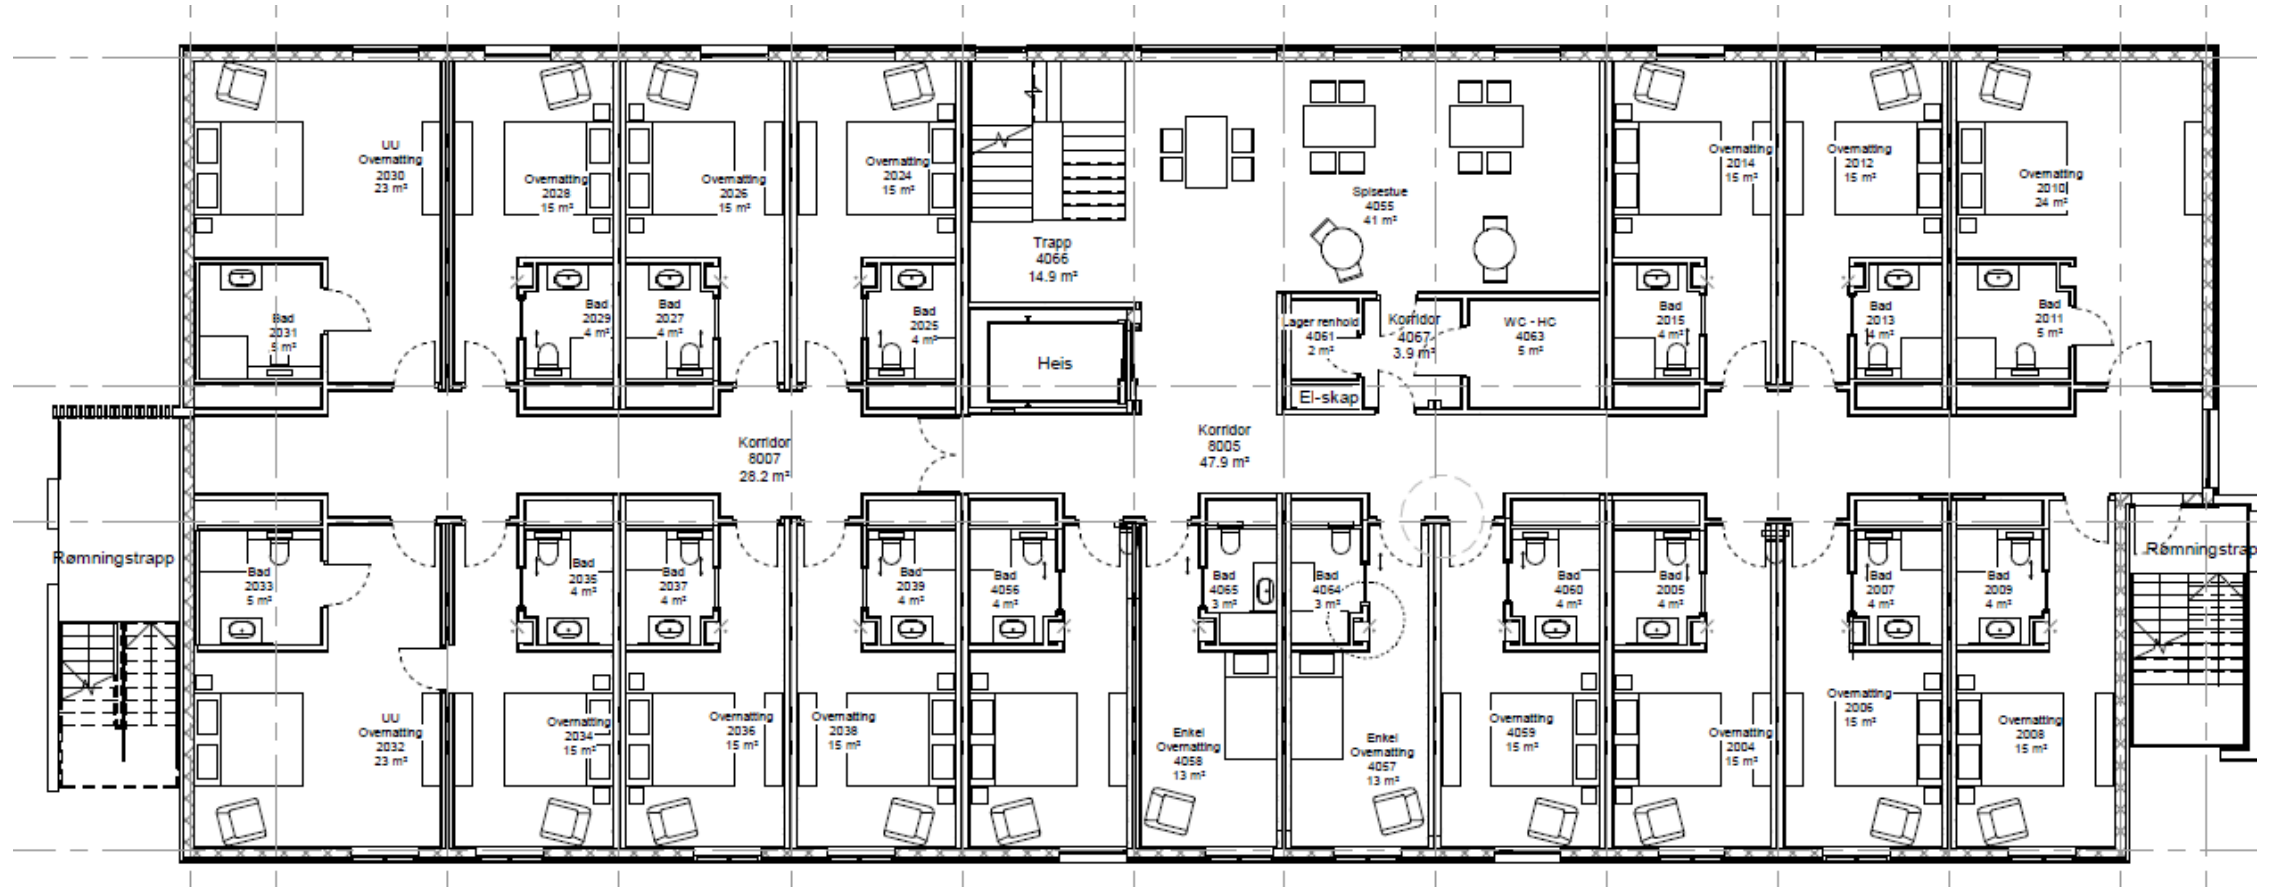 UU
Overnatting
2030
23 m²
Overnatting
2028
15 m²
Overnatting
2026
15 m²
Overnatting
2024
15 m²
Trapp
4066
14.9 m²
Spisestue
4055
41 m²
Overnatting
2014
15 m²
Overnatting
2012
15 m²
Overnatting
2010
24 m²
Bad
2031
5 m²
Bad
2029
4 m²
Bad
2027
4 m²
Bad
2025
4 m²
Heis
Lager renhold
4061
2 m²
El-skap
Korridor
4067
3.9 m²
WC - HC
4063
5 m²
Bad
2015
4 m²
Bad
2013
4 m²
Bad
2011
5 m²
Korridor
8007
28.2 m²
Korridor
8005
47.9 m²
Rømningstrapp
Bad
2033
5 m²
Bad
2035
4 m²
Bad
2037
4 m²
Bad
2039
4 m²
Bad
4056
4 m²
Bad
4065
3 m²
Bad
4064
3 m²
Bad
4060
4 m²
Bad
2005
4 m²
Bad
2007
4 m²
Bad
2009
4 m²
Rømningstrap
UU
Overnatting
2032
23 m²
Overnatting
2034
15 m²
Overnatting
2036
15 m²
Overnatting
2038
15 m²
Enkel
Overnatting
4058
13 m²
Enkel
Overnatting
4057
13 m²
Overnatting
4059
15 m²
Overnatting
2004
15 m²
Overnatting
2006
15 m²
Overnatting
2008
15 m²